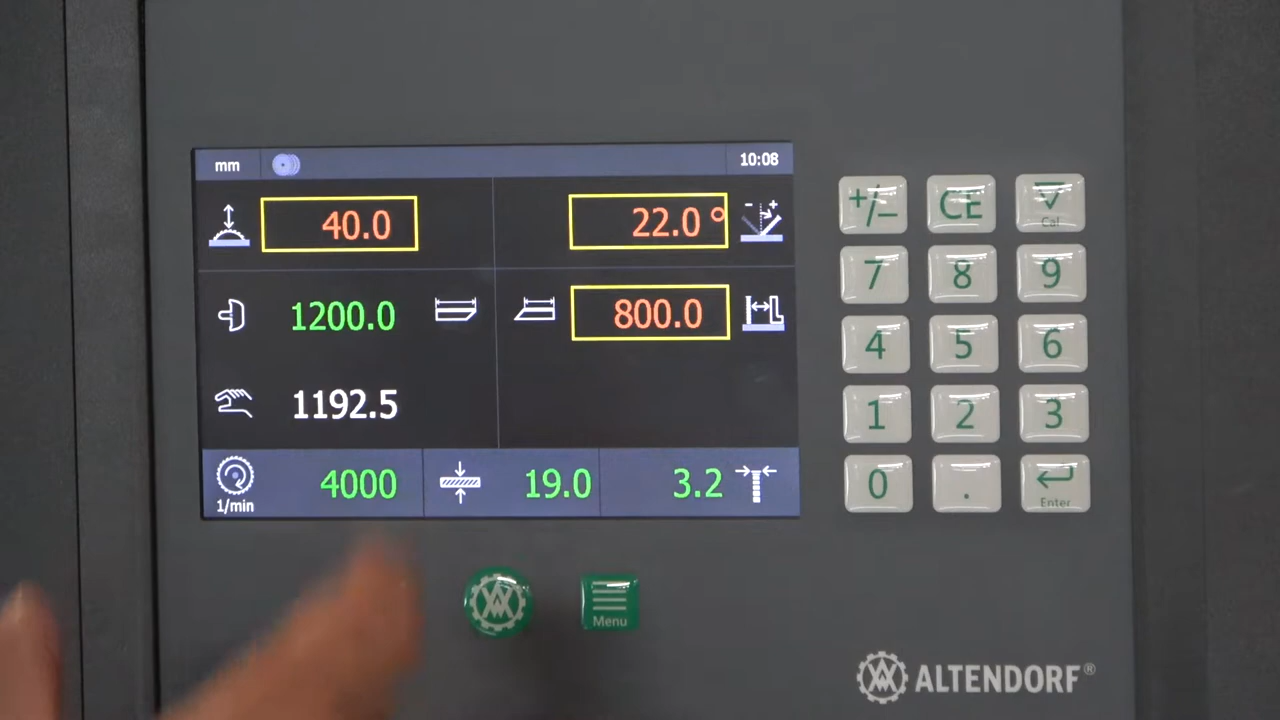 mm 10:08
40.0 22.0 °
1200.0 800.0
1192.5
4000 19.0 3.2
1/min
+/- CE Cal
7 8 9
4 5 6
1 2 3
0 . Enter
Menu
ALTENDORF®